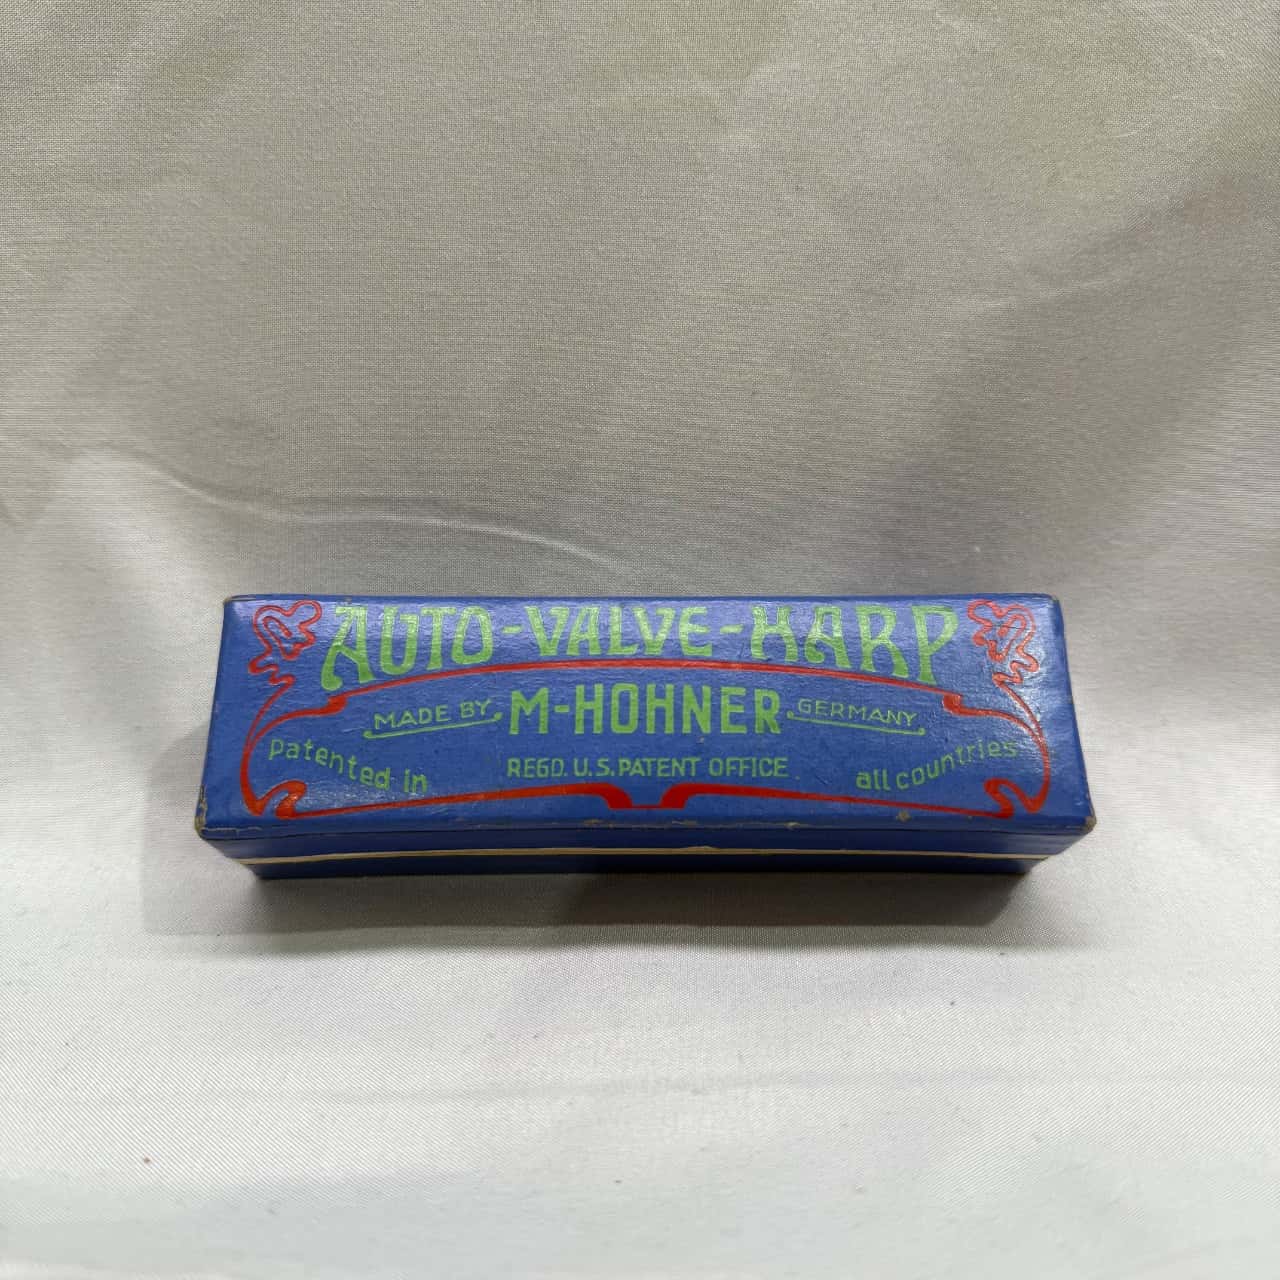 AUTO-VALVE-HARP
MADE BY M-HOHNER GERMANY
Patented in REGD. U.S. PATENT OFFICE all countries